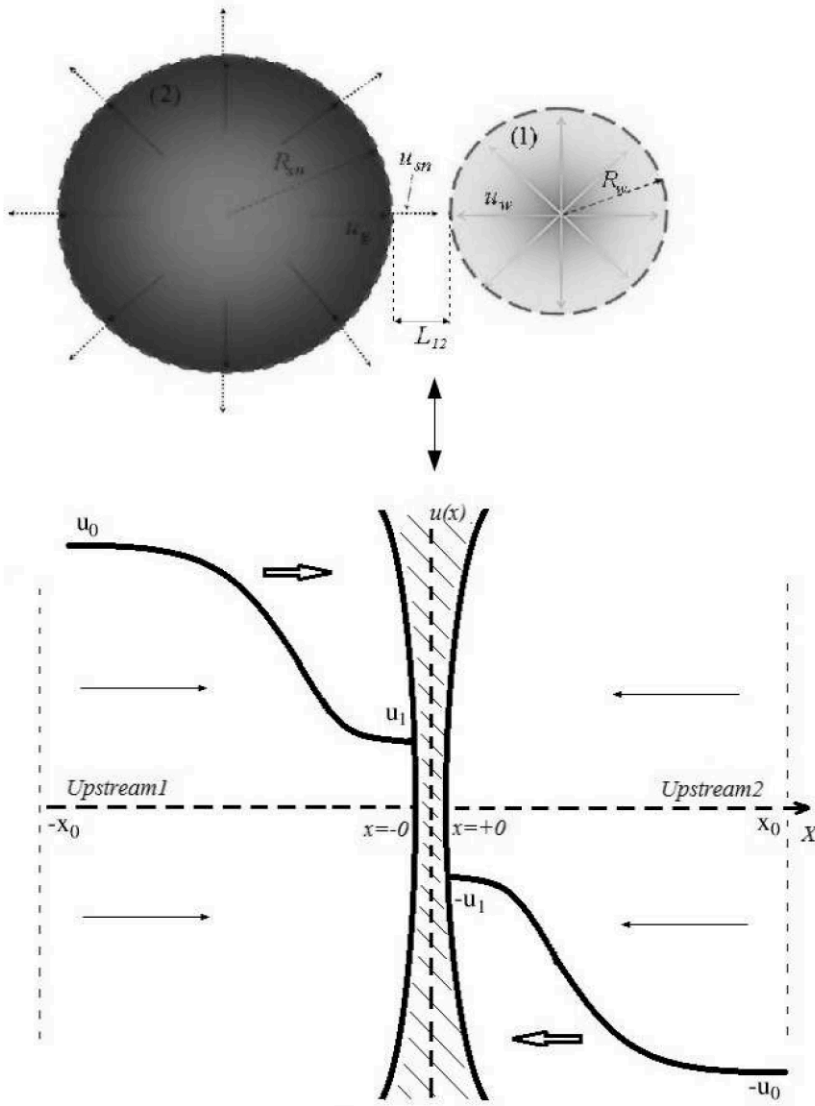 (2)
(1)
R_sn
u_sn
R_w
u_w
L_12
u_0
u(x)
u_1
Upstream1
Upstream2
-x_0
x=-0
x=+0
x_0
X
-u_1
-u_0